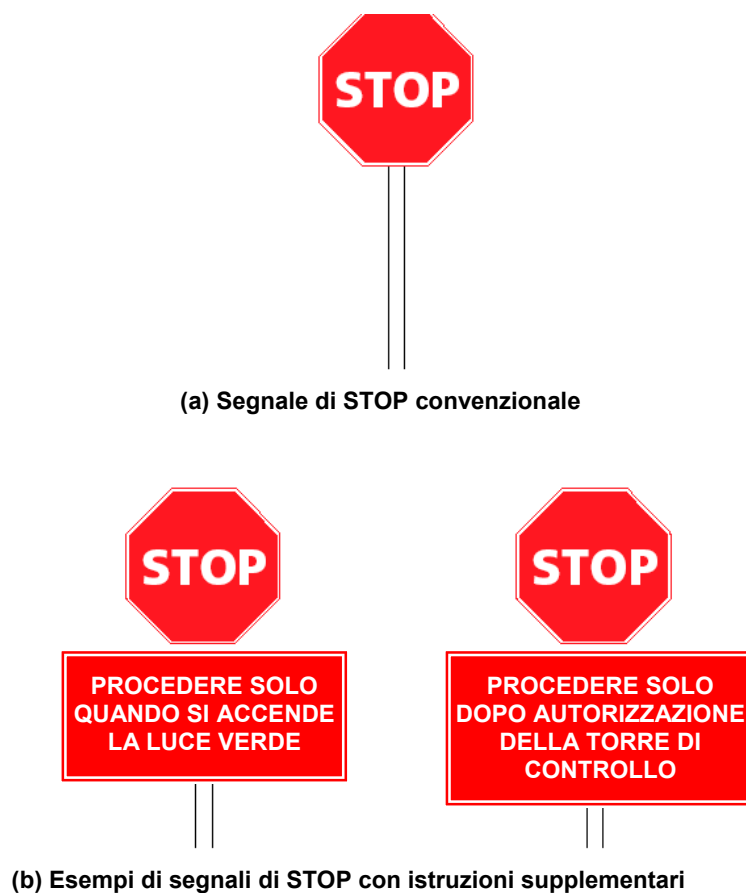 STOP
(a) Segnale di STOP convenzionale
STOP
PROCEDERE SOLO
QUANDO SI ACCENDE
LA LUCE VERDE
STOP
PROCEDERE SOLO
DOPO AUTORIZZAZIONE
DELLA TORRE DI
CONTROLLO
(b) Esempi di segnali di STOP con istruzioni supplementari